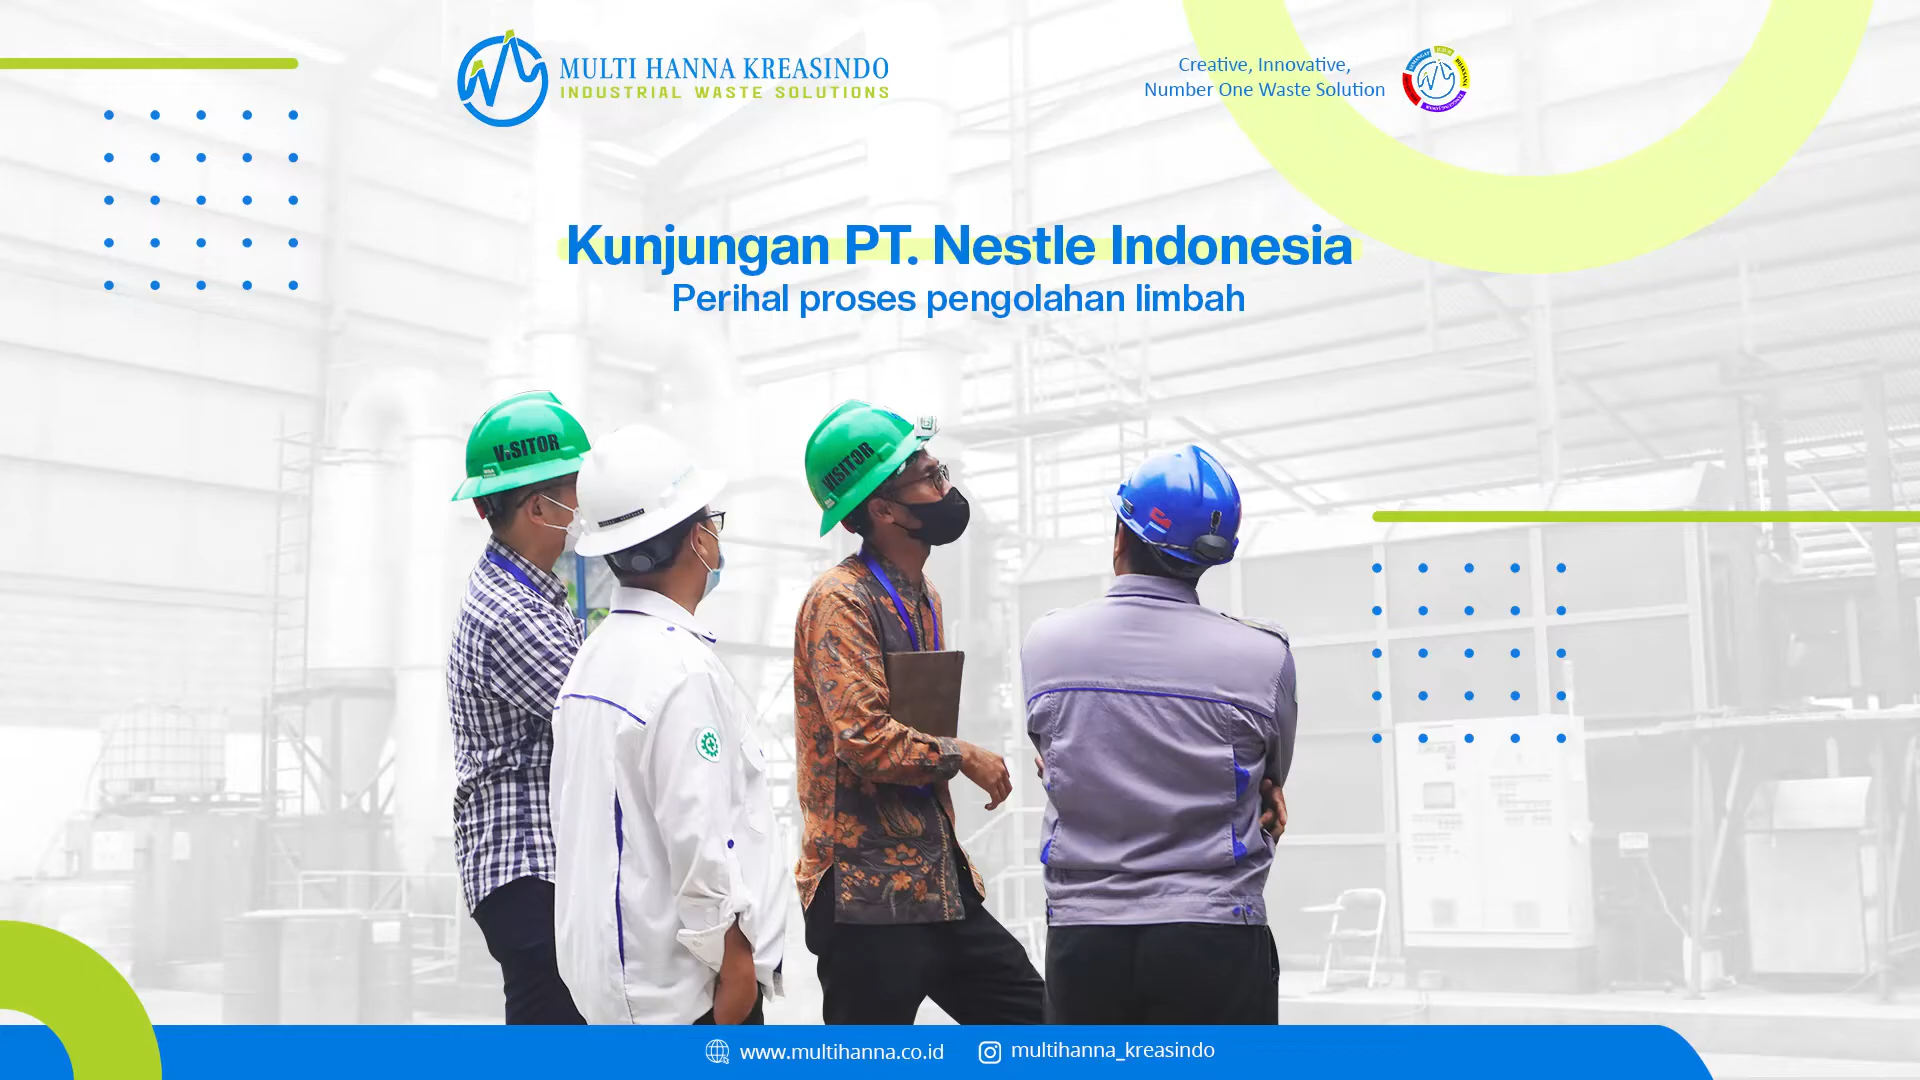 MULTI HANNA KREASINDO
INDUSTRIAL WASTE SOLUTIONS
Creative, Innovative,
Number One Waste Solution
Kunjungan PT. Nestle Indonesia
Perihal proses pengolahan limbah
VISITOR
VISITOR
www.multihanna.co.id
multihanna_kreasindo